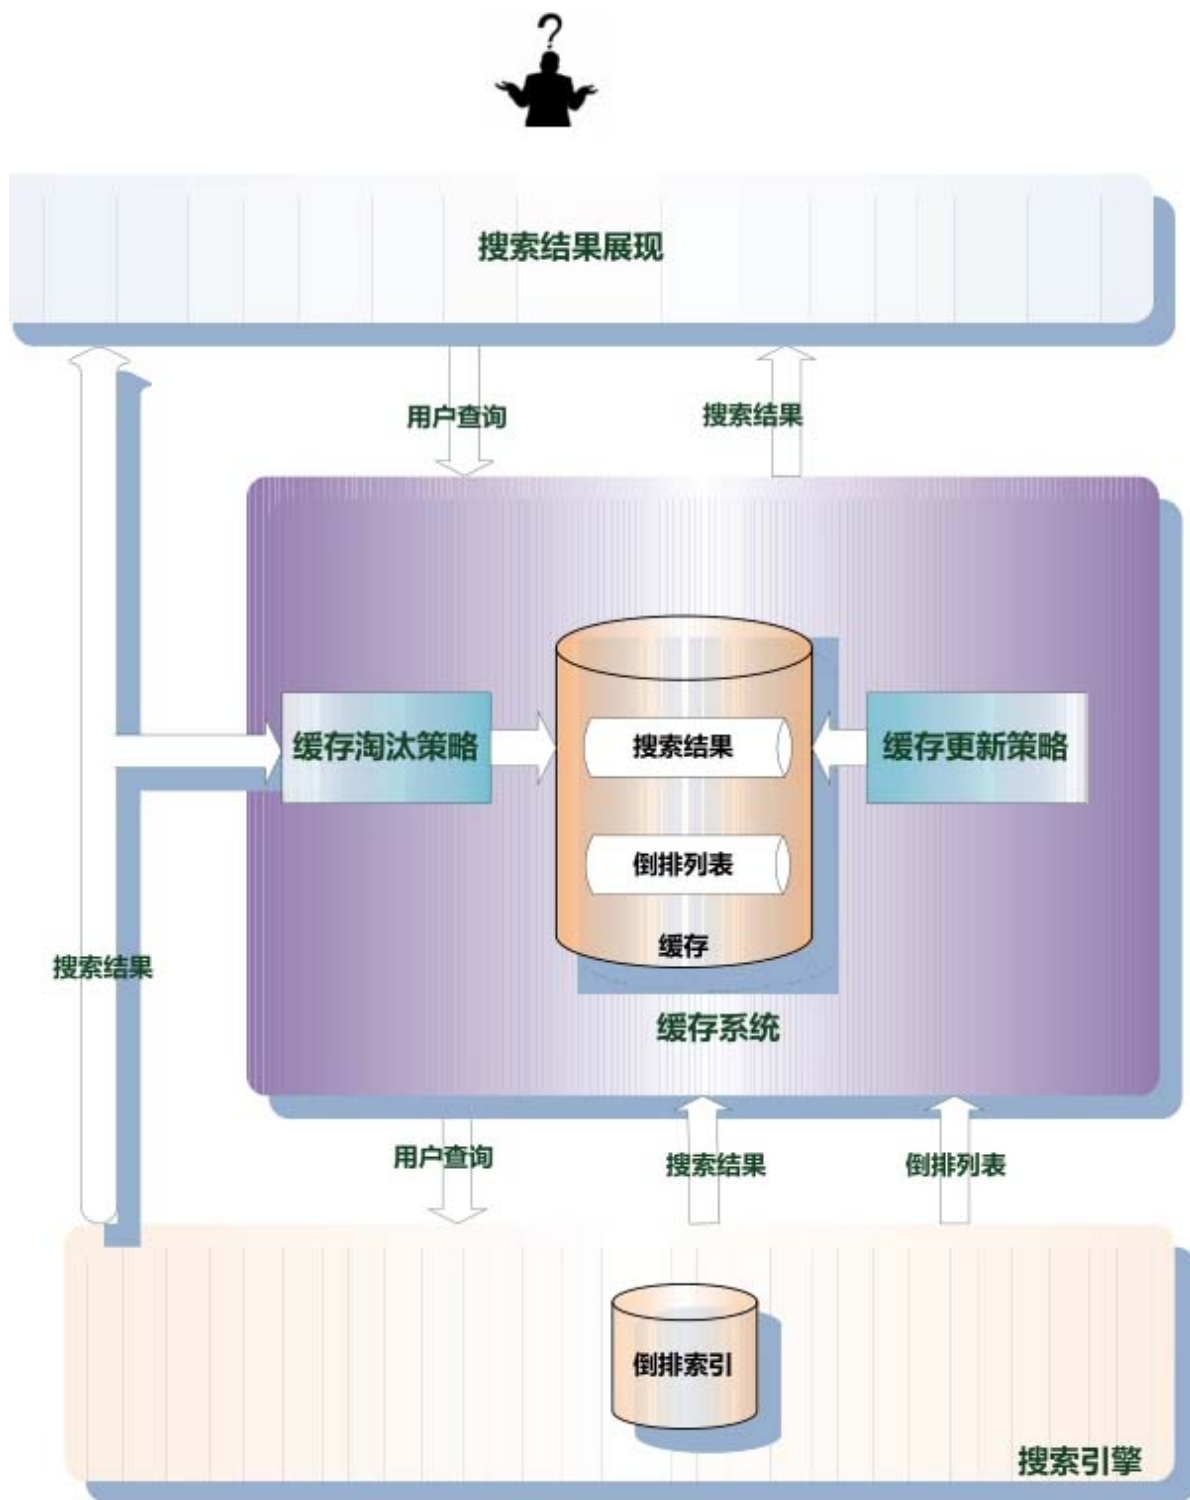 ?
搜索结果展现
用户查询
搜索结果
缓存淘汰策略
搜索结果
缓存更新策略
倒排列表
缓存
搜索结果
缓存系统
用户查询
搜索结果
倒排列表
倒排索引
搜索引擎